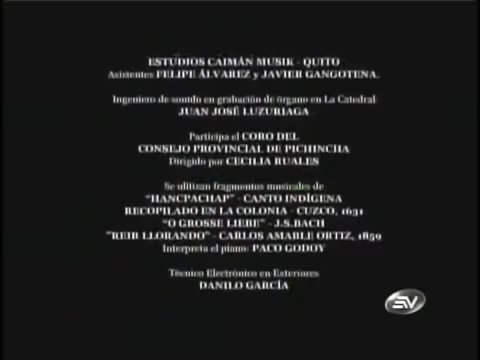 ESTUDIOS CAIMÁN MUSIK - QUITO
Asistentes FELIPE ÁLVAREZ y JAVIER GANGOTENA.
Ingeniero de sonido en grabación de órgano en La Catedral
JUAN JOSÉ LUZURIAGA
Participa el CORO DEL
CONSEJO PROVINCIAL DE PICHINCHA
Dirigido por CECILIA RUALES
Se utilizan fragmentos musicales de
"HANCPACHAP" - CANTO INDÍGENA
RECOPILADO EN LA COLONIA - CUZCO, 1631
"O GROSSE LIEBE" - J.S.BACH
"REIR LLORANDO" - CARLOS AMABLE ORTIZ, 1859
Interpreta el piano: PACO GODOY
Técnico Electrónico en Exteriores
DANILO GARCÍA